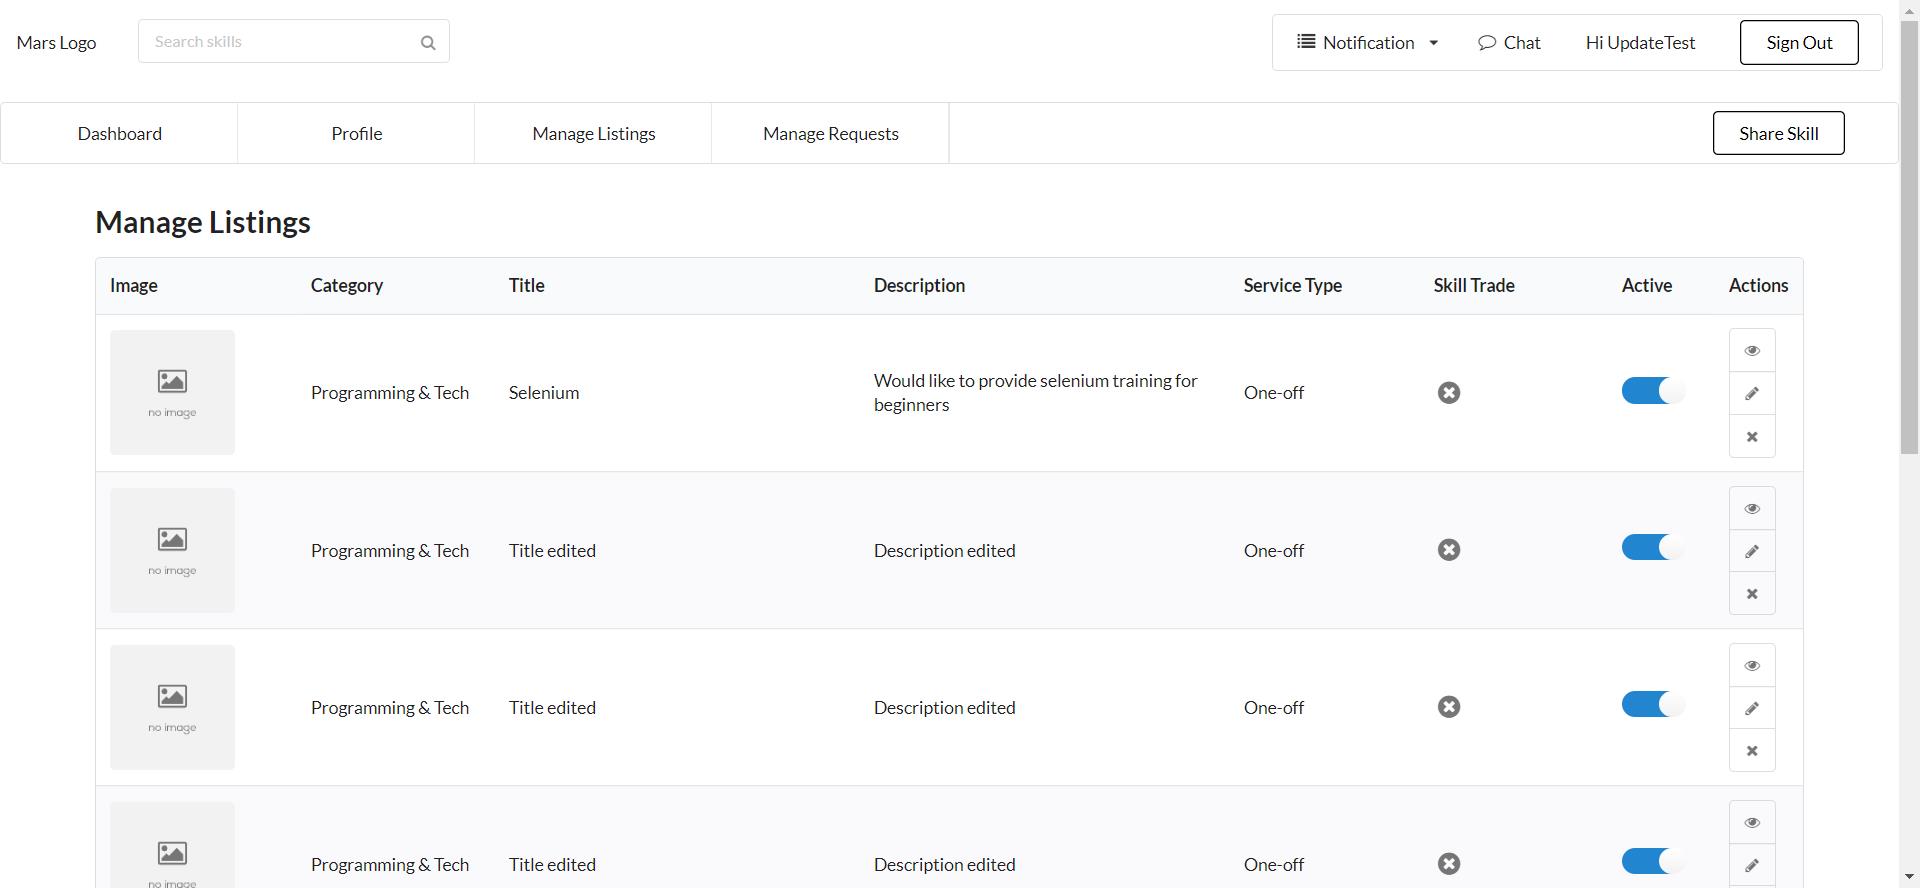 Mars Logo
Search skills
Notification
Chat
Hi UpdateTest
Sign Out
Dashboard
Profile
Manage Listings
Manage Requests
Share Skill
Manage Listings
Image Category Title Description Service Type Skill Trade Active Actions
no image
Programming & Tech
Selenium
Would like to provide selenium training for
beginners
One-off
no image
Programming & Tech
Title edited
Description edited
One-off
no image
Programming & Tech
Title edited
Description edited
One-off
no image
Programming & Tech
Title edited
Description edited
One-off